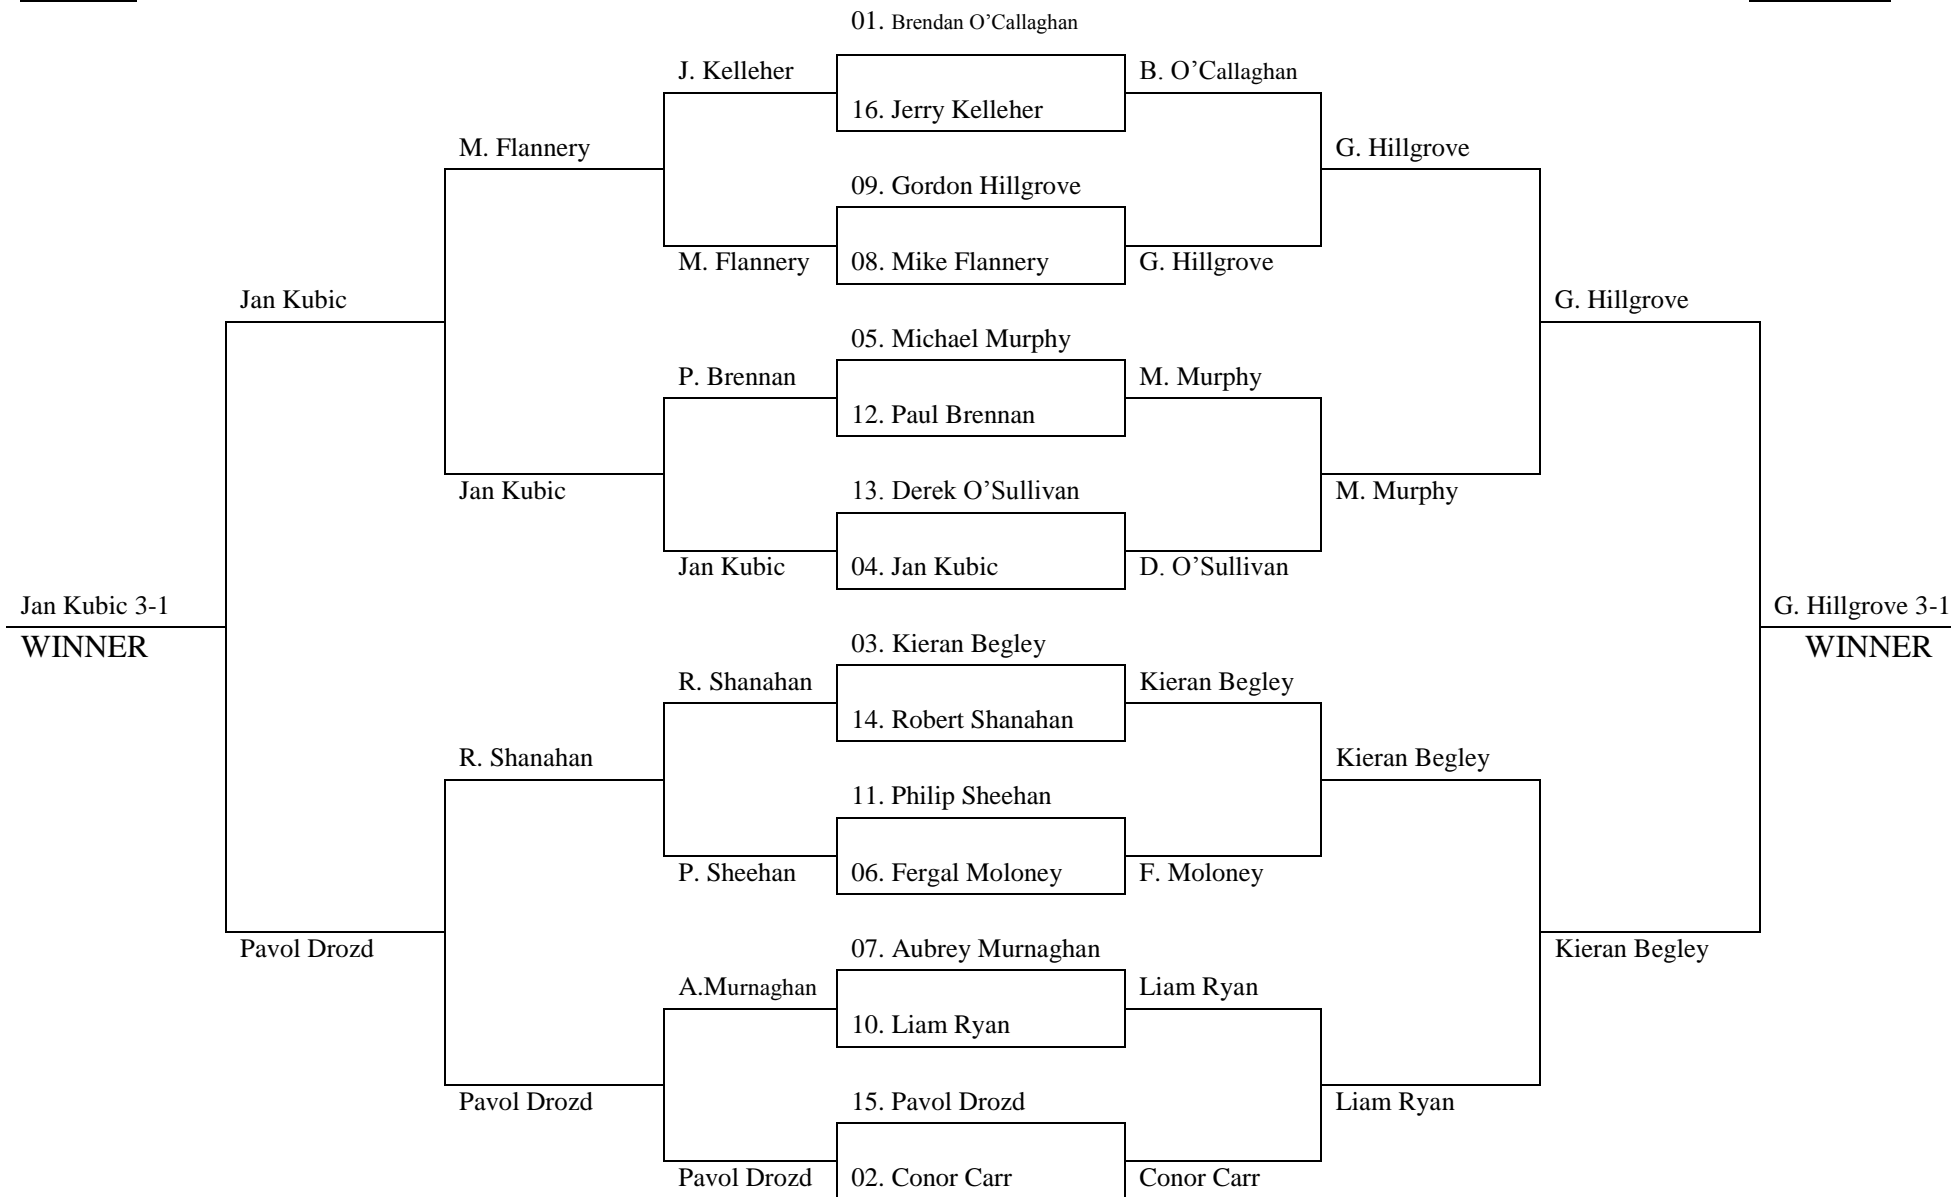 01. Brendan O’Callaghan
J. Kelleher
B. O’Callaghan
16. Jerry Kelleher
M. Flannery
G. Hillgrove
09. Gordon Hillgrove
M. Flannery
08. Mike Flannery
G. Hillgrove
Jan Kubic
G. Hillgrove
05. Michael Murphy
P. Brennan
M. Murphy
12. Paul Brennan
Jan Kubic
13. Derek O’Sullivan
M. Murphy
Jan Kubic
04. Jan Kubic
D. O’Sullivan
Jan Kubic 3-1
G. Hillgrove 3-1
WINNER
03. Kieran Begley
WINNER
R. Shanahan
Kieran Begley
14. Robert Shanahan
R. Shanahan
Kieran Begley
11. Philip Sheehan
P. Sheehan
06. Fergal Moloney
F. Moloney
Pavol Drozd
07. Aubrey Murnaghan
Kieran Begley
A.Murnaghan
Liam Ryan
10. Liam Ryan
Pavol Drozd
15. Pavol Drozd
Liam Ryan
Pavol Drozd
02. Conor Carr
Conor Carr